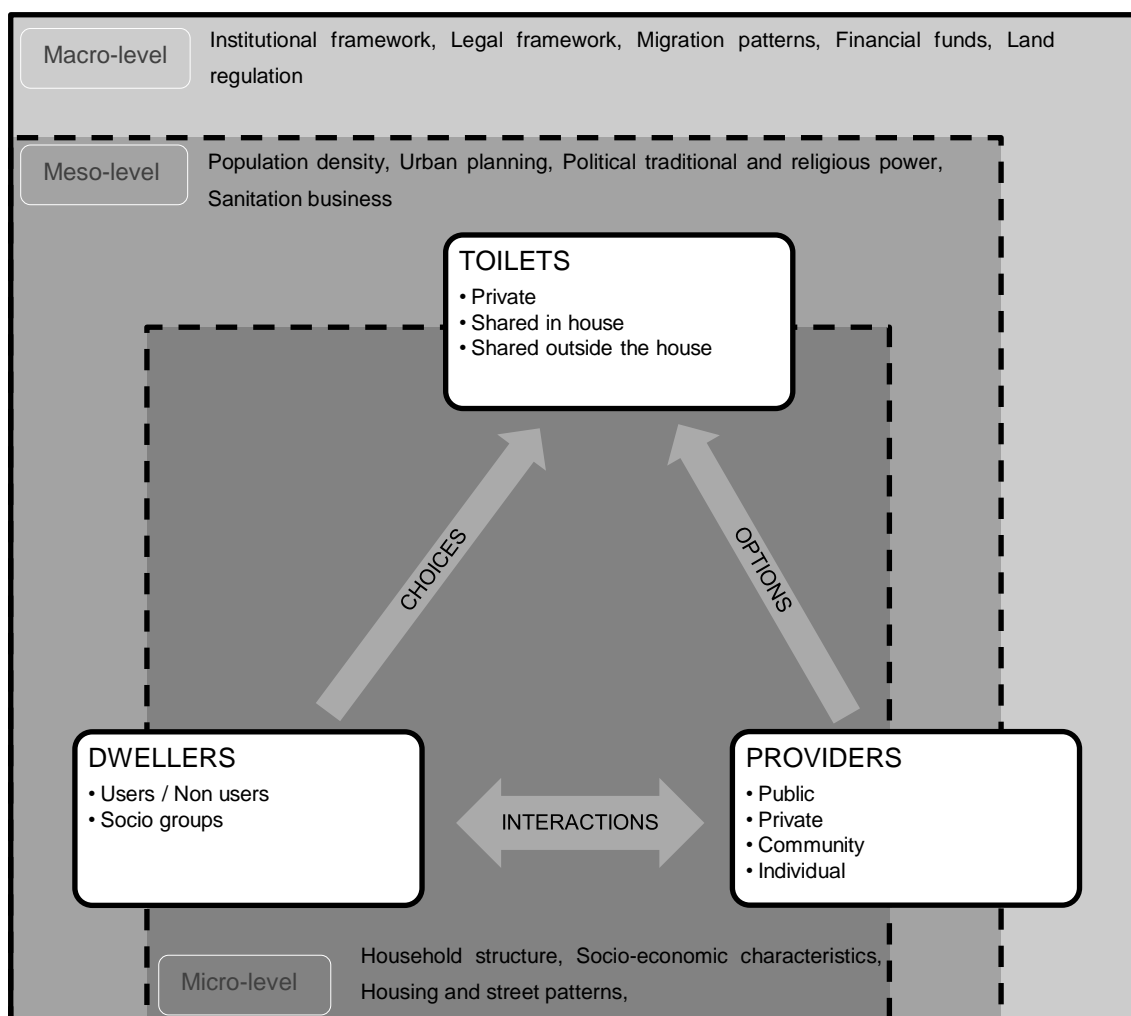 Macro-level
Institutional framework, Legal framework, Migration patterns, Financial funds, Land
regulation
Meso-level
Population density, Urban planning, Political traditional and religious power,
Sanitation business
TOILETS
• Private
• Shared in house
• Shared outside the house
CHOICES
OPTIONS
DWELLERS
• Users / Non users
• Socio groups
INTERACTIONS
PROVIDERS
• Public
• Private
• Community
• Individual
Micro-level
Household structure, Socio-economic characteristics,
Housing and street patterns,